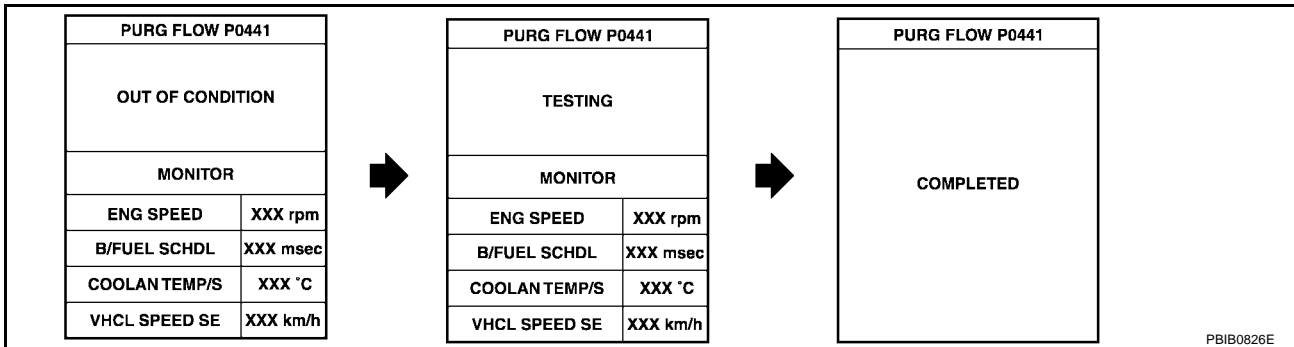 PURG FLOW P0441
OUT OF CONDITION
MONITOR
ENG SPEED XXX rpm
B/FUEL SCHDL XXX msec
COOLAN TEMP/S XXX °C
VHCL SPEED SE XXX km/h
PURG FLOW P0441
TESTING
MONITOR
ENG SPEED XXX rpm
B/FUEL SCHDL XXX msec
COOLAN TEMP/S XXX °C
VHCL SPEED SE XXX km/h
PURG FLOW P0441
COMPLETED
PBIB0826E